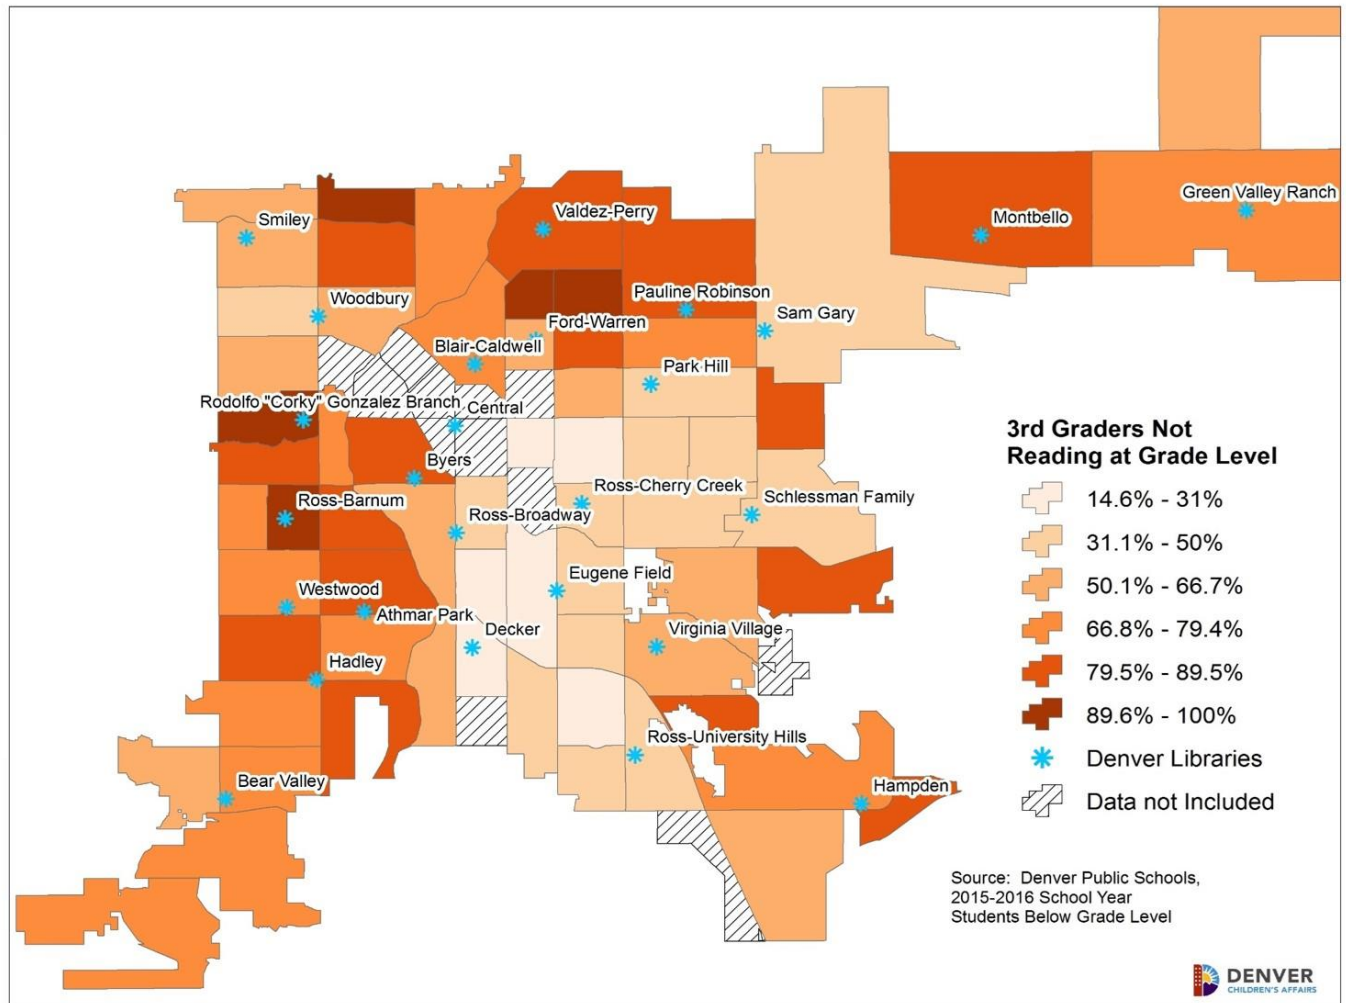 Green Valley Ranch
Valdez-Perry
Smiley
Montbello
Pauline Robinson
Woodbury
Sam Gary
Ford-Warren
Blair-Caldwell
Park Hill
Rodolfo "Corky" Gonzalez Branch
Central
Byers
Ross-Cherry Creek
Ross-Barnum
Schlessman Family
Ross-Broadway
Eugene Field
Westwood
Athmar Park
Decker
Virginia Village
Hadley
Ross-University Hills
Bear Valley
Hampden
3rd Graders Not
Reading at Grade Level
14.6% - 31%
31.1% - 50%
50.1% - 66.7%
66.8% - 79.4%
79.5% - 89.5%
89.6% - 100%
Denver Libraries
Data not Included
Source: Denver Public Schools,
2015-2016 School Year
Students Below Grade Level
DENVER
CHILDREN'S AFFAIRS